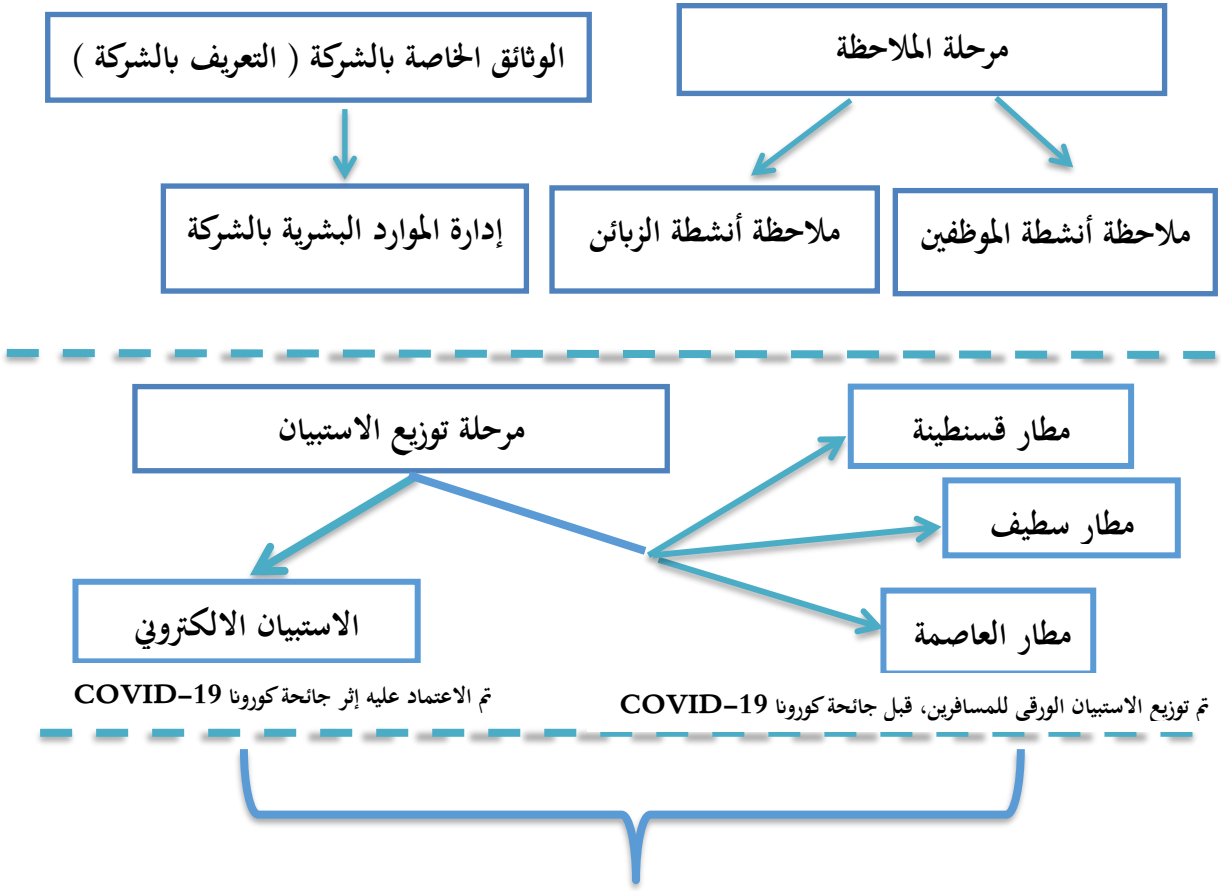 مرحلة الملاحظة
الوثائق الخاصة بالشركة ( التعريف بالشركة )
ملاحظة أنشطة الموظفين
ملاحظة أنشطة الزبائن
إدارة الموارد البشرية بالشركة
مرحلة توزيع الاستبيان
مطار قسنطينة
مطار سطيف
مطار العاصمة
الاستبيان الالكتروني
تم توزيع الاستبيان الورقي للمسافرين، قبل جائحة كورونا COVID–19
تم الاعتماد عليه إثر جائحة كورونا COVID–19